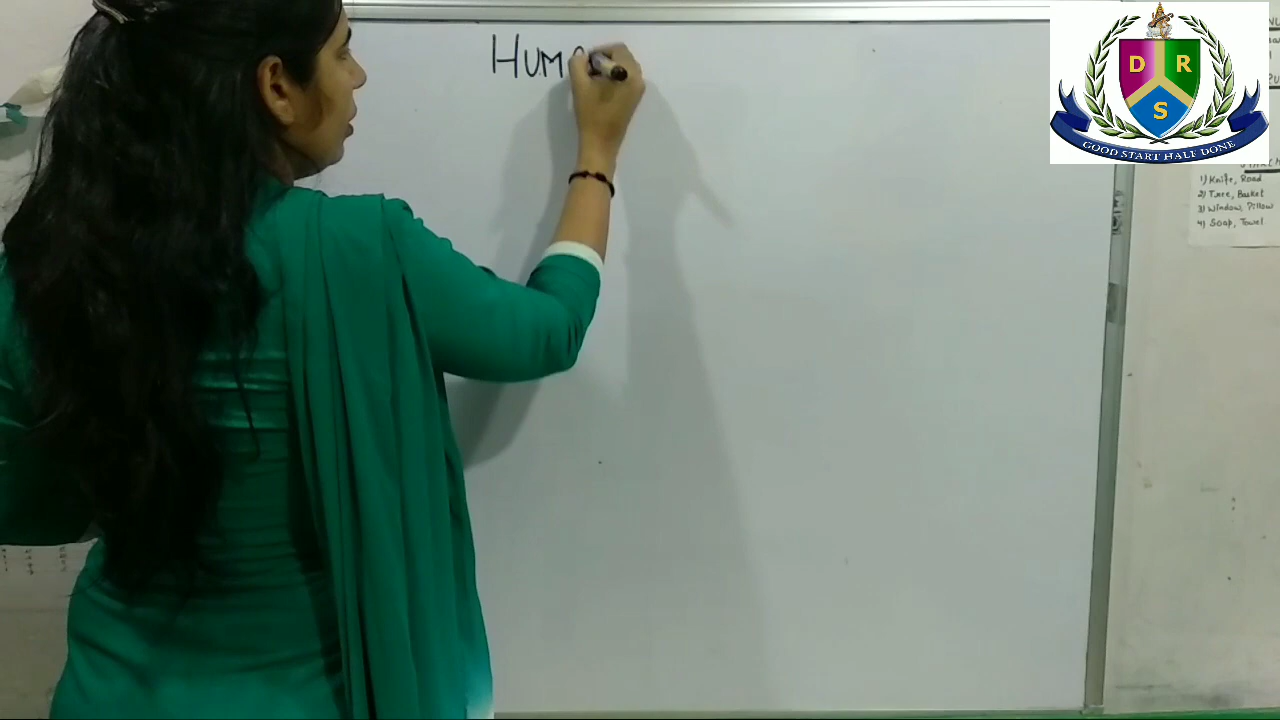 HUM
D R
S
GOOD START HALF DONE
1) Knife, Road
2) Tree, Basket
3) Window, Pillow
4) Soap, Towel